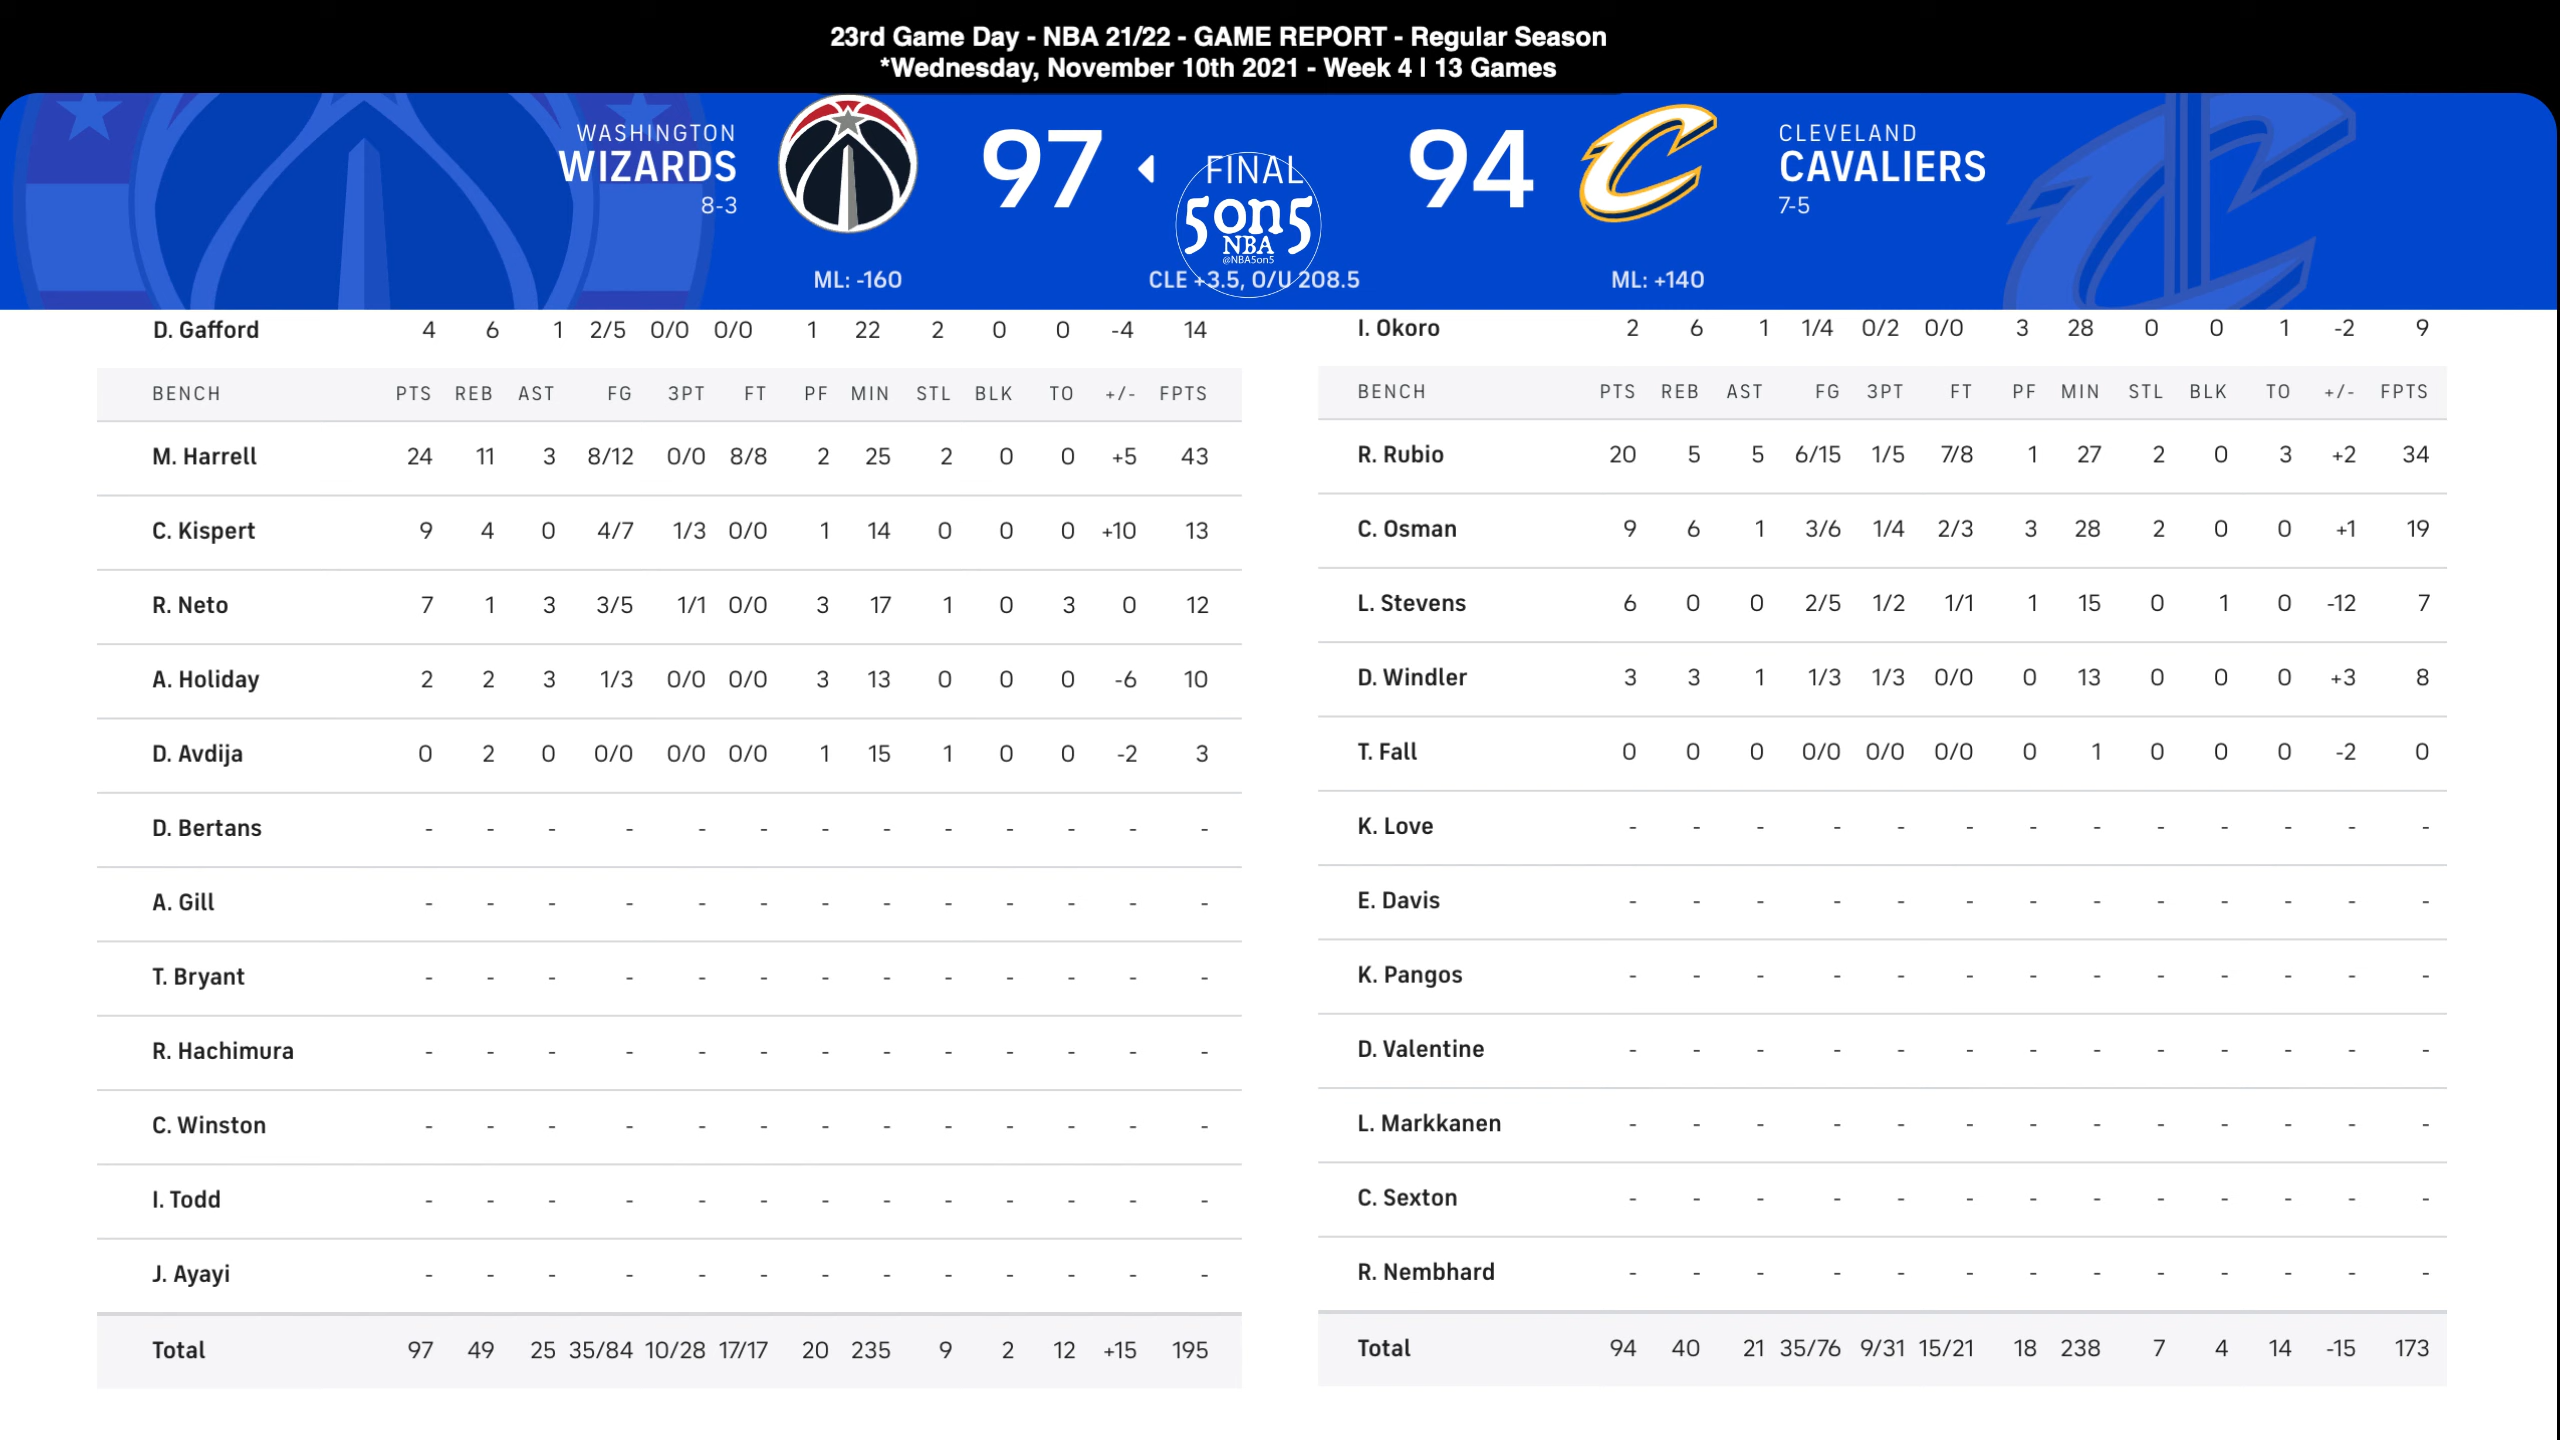 23rd Game Day - NBA 21/22 - GAME REPORT - Regular Season
*Wednesday, November 10th 2021 - Week 4 | 13 Games
WASHINGTON
WIZARDS
8-3
97
FINAL
5on5
NBA
@NBA5on5
94
CLEVELAND
CAVALIERS
7-5
ML: -160
CLE +3.5, O/U 208.5
ML: +140
D. Gafford 4 6 1 2/5 0/0 0/0 1 22 2 0 0 -4 14
BENCH PTS REB AST FG 3PT FT PF MIN STL BLK TO +/- FPTS
M. Harrell 24 11 3 8/12 0/0 8/8 2 25 2 0 0 +5 43
C. Kispert 9 4 0 4/7 1/3 0/0 1 14 0 0 0 +10 13
R. Neto 7 1 3 3/5 1/1 0/0 3 17 1 0 3 0 12
A. Holiday 2 2 3 1/3 0/0 0/0 3 13 0 0 0 -6 10
D. Avdija 0 2 0 0/0 0/0 0/0 1 15 1 0 0 -2 3
D. Bertans - - - - - - - - - - - - -
A. Gill - - - - - - - - - - - - -
T. Bryant - - - - - - - - - - - - -
R. Hachimura - - - - - - - - - - - - -
C. Winston - - - - - - - - - - - - -
I. Todd - - - - - - - - - - - - -
J. Ayayi - - - - - - - - - - - - -
Total 97 49 25 35/84 10/28 17/17 20 235 9 2 12 +15 195
I. Okoro 2 6 1 1/4 0/2 0/0 3 28 0 0 1 -2 9
BENCH PTS REB AST FG 3PT FT PF MIN STL BLK TO +/- FPTS
R. Rubio 20 5 5 6/15 1/5 7/8 1 27 2 0 3 +2 34
C. Osman 9 6 1 3/6 1/4 2/3 3 28 2 0 0 +1 19
L. Stevens 6 0 0 2/5 1/2 1/1 1 15 0 1 0 -12 7
D. Windler 3 3 1 1/3 1/3 0/0 0 13 0 0 0 +3 8
T. Fall 0 0 0 0/0 0/0 0/0 0 1 0 0 0 -2 0
K. Love - - - - - - - - - - - - -
E. Davis - - - - - - - - - - - - -
K. Pangos - - - - - - - - - - - - -
D. Valentine - - - - - - - - - - - - -
L. Markkanen - - - - - - - - - - - - -
C. Sexton - - - - - - - - - - - - -
R. Nembhard - - - - - - - - - - - - -
Total 94 40 21 35/76 9/31 15/21 18 238 7 4 14 -15 173